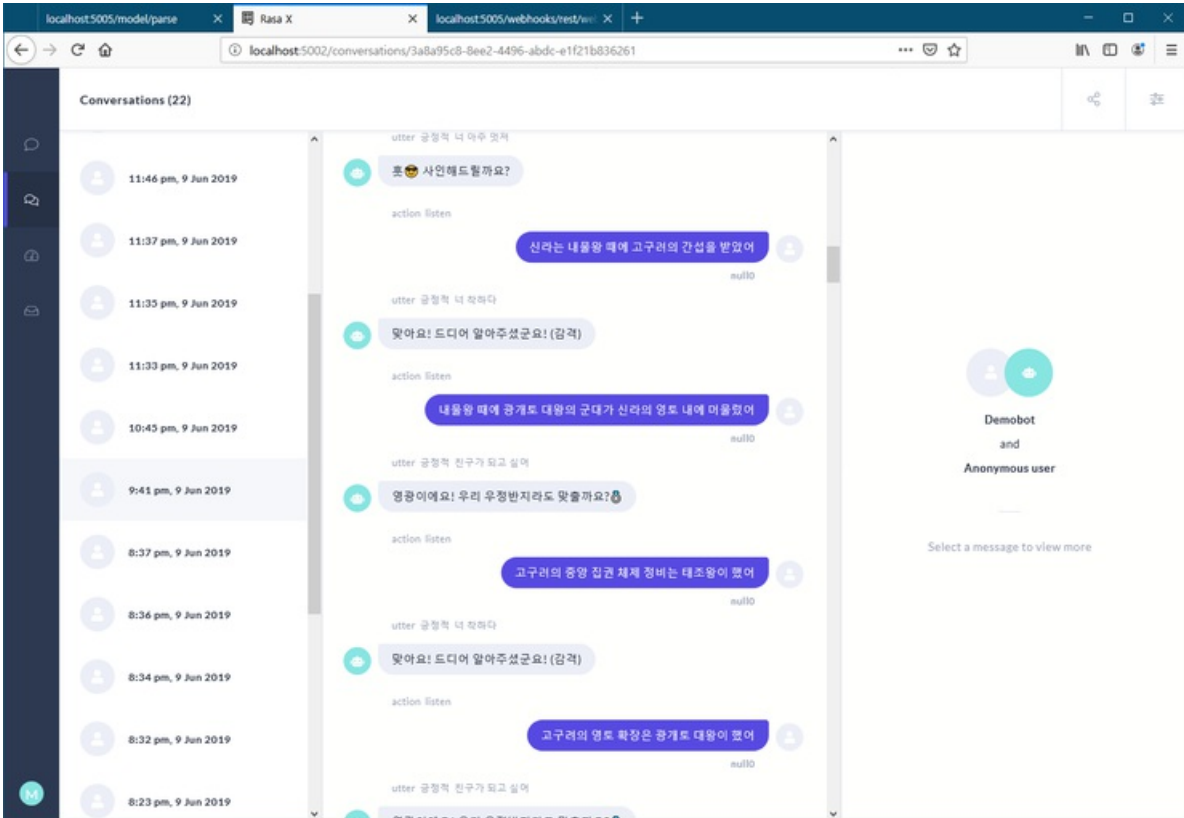 localhost:5005/model/parse
Rasa X
localhost:5005/webhooks/rest/we
localhost:5002/conversations/3a8a95c8-8ee2-4496-abdc-e1f21b836261
Conversations (22)
11:46 pm, 9 Jun 2019
11:37 pm, 9 Jun 2019
11:35 pm, 9 Jun 2019
11:33 pm, 9 Jun 2019
10:45 pm, 9 Jun 2019
9:41 pm, 9 Jun 2019
8:37 pm, 9 Jun 2019
8:36 pm, 9 Jun 2019
8:34 pm, 9 Jun 2019
8:32 pm, 9 Jun 2019
8:23 pm, 9 Jun 2019
M
utter 긍정적 너 아주 멋져
훗😎 사인해드릴까요?
action listen
신라는 내물왕 때에 고구려의 간섭을 받았어
null0
utter 긍정적 너 착하다
맞아요! 드디어 알아주셨군요! (감격)
action listen
내물왕 때에 광개토 대왕의 군대가 신라의 영토 내에 머물렀어
null0
utter 긍정적 친구가 되고 싶어
영광이에요! 우리 우정반지라도 맞출까요?💍
action listen
고구려의 중앙 집권 체제 정비는 태조왕이 했어
null0
utter 긍정적 너 착하다
맞아요! 드디어 알아주셨군요! (감격)
action listen
고구려의 영토 확장은 광개토 대왕이 했어
null0
utter 긍정적 친구가 되고 싶어
Demobot
and
Anonymous user
Select a message to view more